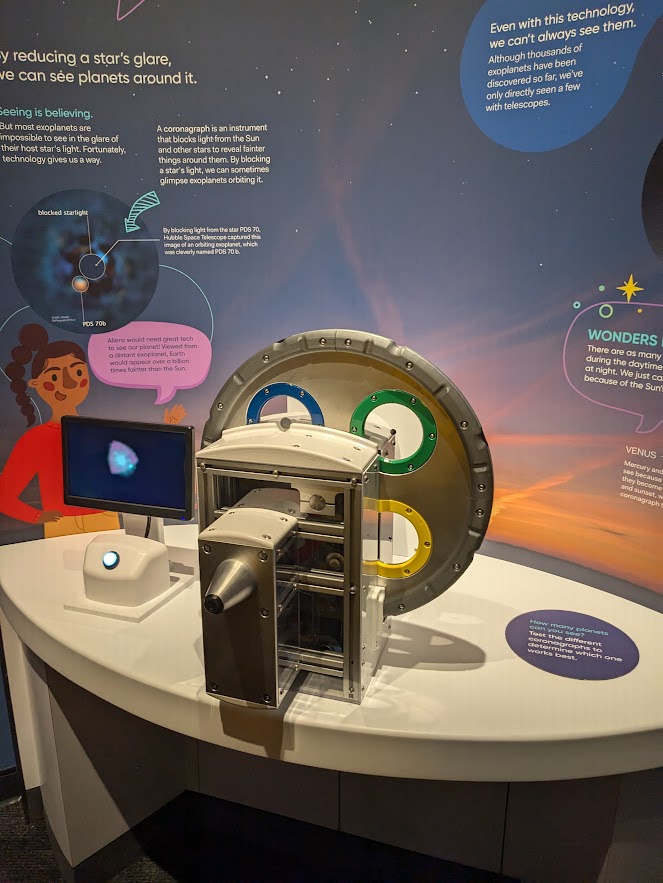 y reducing a star's glare,
we can see planets around it.
Seeing is believing.
But most exoplanets are
impossible to see in the glare of
their host star's light. Fortunately,
technology gives us a way.
A coronagraph is an instrument
that blocks light from the Sun
and other stars to reveal fainter
things around them. By blocking
a star's light, we can sometimes
glimpse exoplanets orbiting it.
blocked starlight
By blocking light from the star PDS 70,
Hubble Space Telescope captured this
image of an orbiting exoplanet, which
was cleverly named PDS 70 b.
PDS 70b
Aliens would need great tech
to see our planet! Viewed from
a distant exoplanet, Earth
would appear over a billion
times fainter than the Sun.
Even with this technology,
we can't always see them.
Although thousands of
exoplanets have been
discovered so far, we've
only directly seen a few
with telescopes.
WONDERS
There are as many
during the daytime
at night. We just ca
because of the Sun'
VENUS
Mercury and
see because
they become
and sunset, w
coronagraph
How many planets
can you see?
Test the different
coronagraphs to
determine which one
works best.